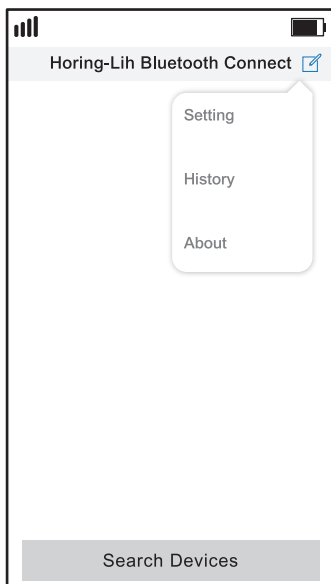 Horing-Lih Bluetooth Connect
Setting
History
About
Search Devices